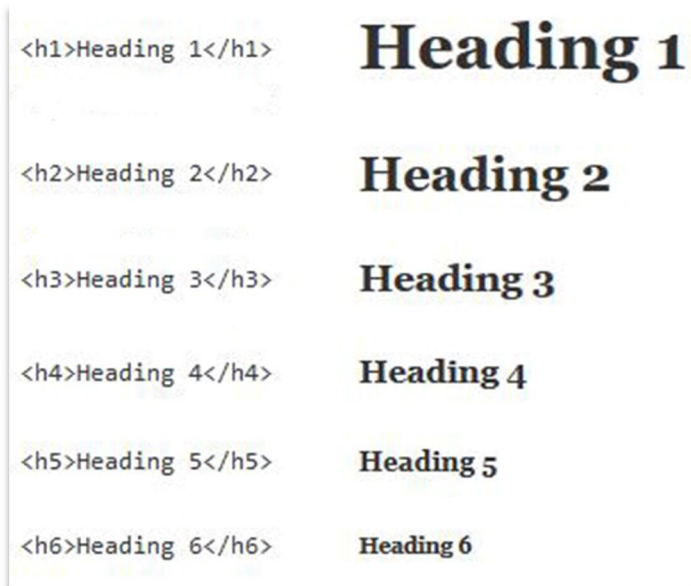 <h1>Heading 1</h1> Heading 1
<h2>Heading 2</h2> Heading 2
<h3>Heading 3</h3> Heading 3
<h4>Heading 4</h4> Heading 4
<h5>Heading 5</h5> Heading 5
<h6>Heading 6</h6> Heading 6